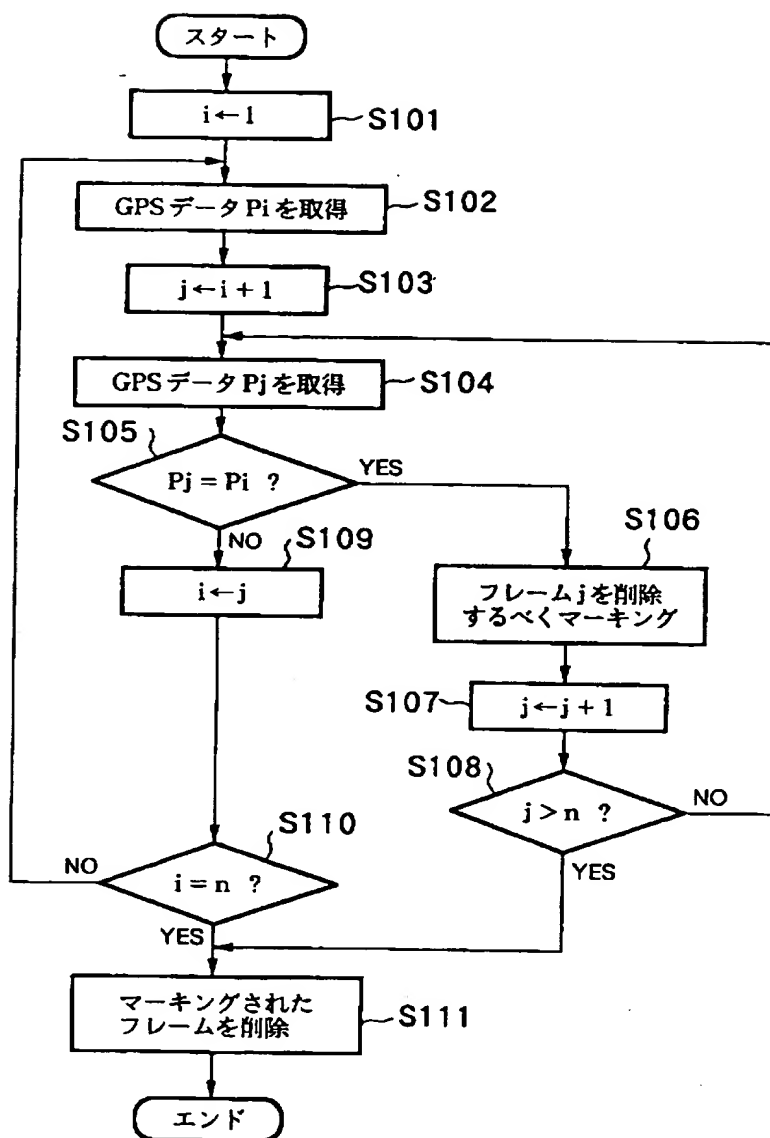 スタート
i←1
S101
GPSデータPiを取得
S102
j←i+1
S103
GPSデータPjを取得
S104
S105
Pj=Pi ?
YES
NO
S109
i←j
S106
フレームjを削除
するべくマーキング
S107
j←j+1
S108
j>n ?
NO
YES
S110
NO
i=n ?
YES
マーキングされた
フレームを削除
S111
エンド